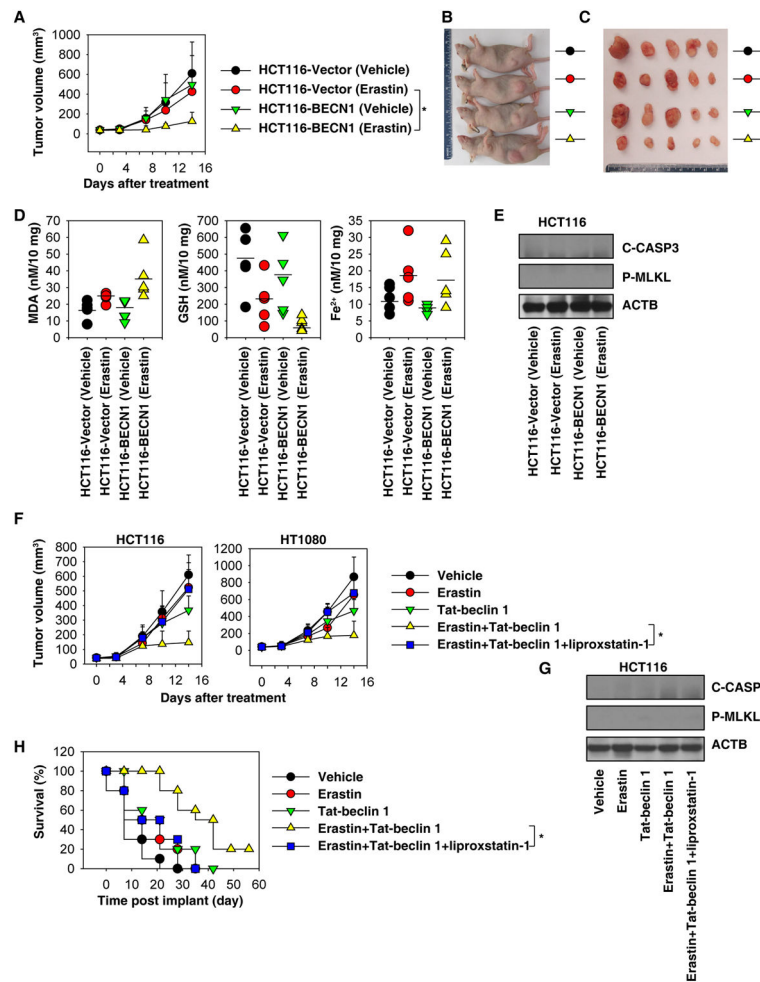 A
Tumor volume (mm³)
1000
800
600
400
200
0
0 4 8 12 16
Days after treatment
HCT116-Vector (Vehicle)
HCT116-Vector (Erastin)
HCT116-BECN1 (Vehicle)
HCT116-BECN1 (Erastin)
*
B
C
D
MDA (nM/10 mg)
70
60
50
40
30
20
10
0
HCT116-Vector (Vehicle)
HCT116-Vector (Erastin)
HCT116-BECN1 (Vehicle)
HCT116-BECN1 (Erastin)
GSH (nM/10 mg)
700
600
500
400
300
200
100
0
HCT116-Vector (Vehicle)
HCT116-Vector (Erastin)
HCT116-BECN1 (Vehicle)
HCT116-BECN1 (Erastin)
Fe²⁺ (nM/10 mg)
35
30
25
20
15
10
5
0
HCT116-Vector (Vehicle)
HCT116-Vector (Erastin)
HCT116-BECN1 (Vehicle)
HCT116-BECN1 (Erastin)
E
HCT116
C-CASP3
P-MLKL
ACTB
HCT116-Vector (Vehicle)
HCT116-Vector (Erastin)
HCT116-BECN1 (Vehicle)
HCT116-BECN1 (Erastin)
F
HCT116
Tumor volume (mm³)
800
700
600
500
400
300
200
100
0
0 4 8 12 16
HT1080
1200
1000
800
600
400
200
0
0 4 8 12 16
Days after treatment
Vehicle
Erastin
Tat-beclin 1
Erastin+Tat-beclin 1
Erastin+Tat-beclin 1+liproxstatin-1
*
G
HCT116
C-CASP
P-MLKL
ACTB
Vehicle
Erastin
Tat-beclin 1
Erastin+Tat-beclin 1
Erastin+Tat-beclin 1+liproxstatin-1
H
Survival (%)
120
100
80
60
40
20
0
0 10 20 30 40 50 60
Time post implant (day)
Vehicle
Erastin
Tat-beclin 1
Erastin+Tat-beclin 1
Erastin+Tat-beclin 1+liproxstatin-1
*